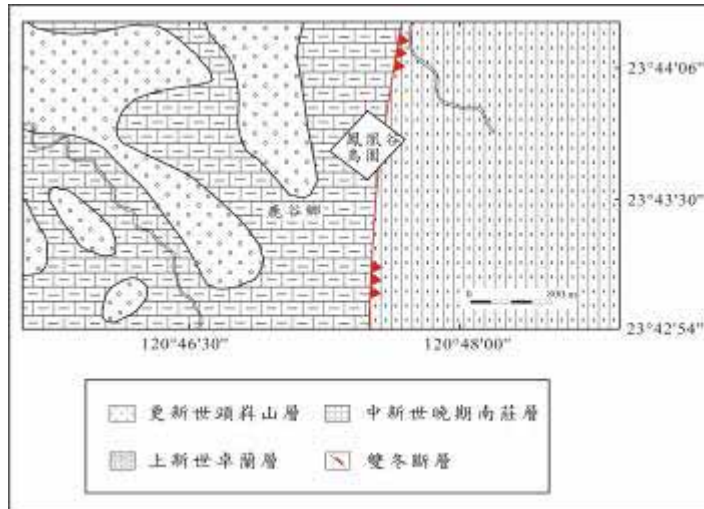 23°44'06"
鳳凰谷
鳥園
23°43'30"
鹿谷鄉
0 800 m
23°42'54"
120°46'30" 120°48'00"
更新世頭嵙山層 中新世晚期南莊層
上新世卓蘭層 雙冬斷層